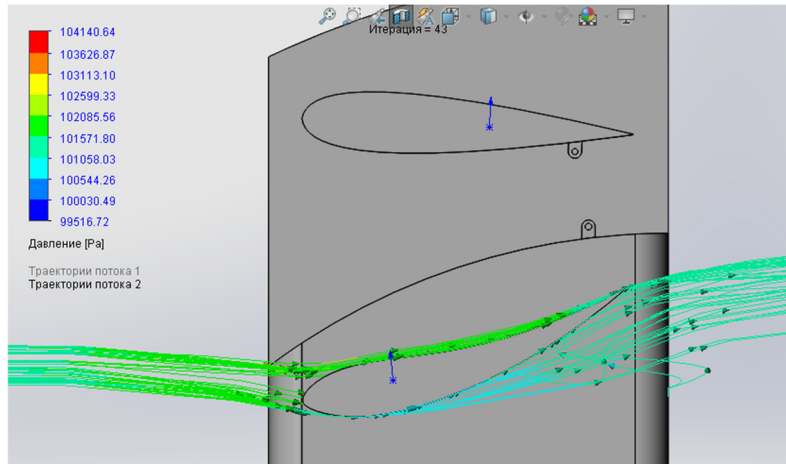 Итерация = 43
104140.64
103626.87
103113.10
102599.33
102085.56
101571.80
101058.03
100544.26
100030.49
99516.72
Давление [Pa]
Траектории потока 1
Траектории потока 2